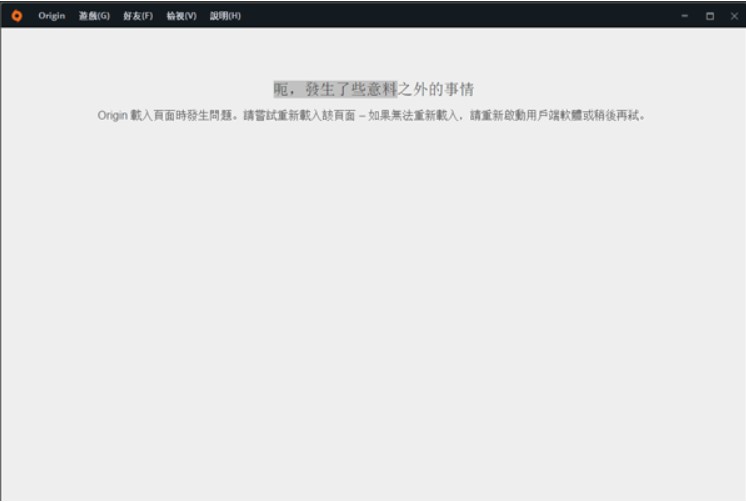 Origin 遊戲(G) 好友(F) 檢視(V) 說明(H)
呃，發生了些意料之外的事情
Origin 載入頁面時發生問題。請嘗試重新載入該頁面 – 如果無法重新載入，請重新啟動用戶端軟體或稍後再試。